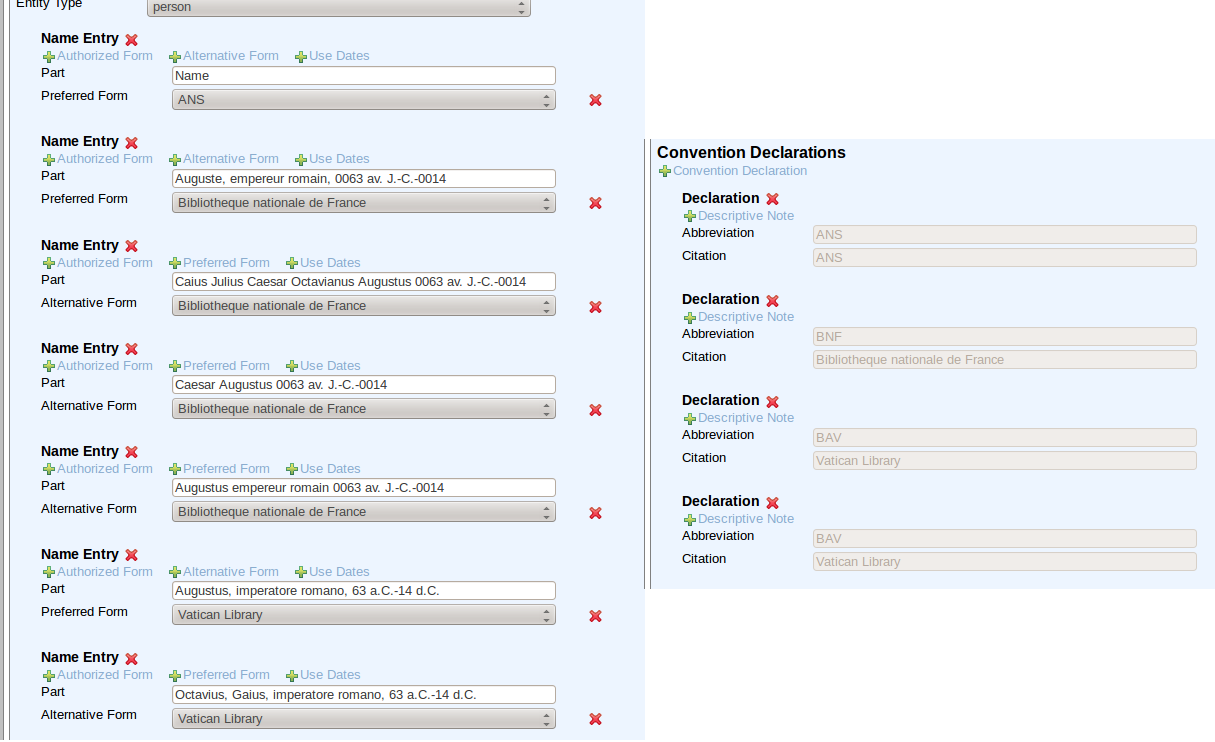 Entity Type person
Name Entry
Authorized Form Alternative Form Use Dates
Part Name
Preferred Form ANS
Name Entry
Authorized Form Alternative Form Use Dates
Part Auguste, empereur romain, 0063 av. J.-C.-0014
Preferred Form Bibliotheque nationale de France
Name Entry
Authorized Form Preferred Form Use Dates
Part Caius Julius Caesar Octavianus Augustus 0063 av. J.-C.-0014
Alternative Form Bibliotheque nationale de France
Name Entry
Authorized Form Preferred Form Use Dates
Part Caesar Augustus 0063 av. J.-C.-0014
Alternative Form Bibliotheque nationale de France
Name Entry
Authorized Form Preferred Form Use Dates
Part Augustus empereur romain 0063 av. J.-C.-0014
Alternative Form Bibliotheque nationale de France
Name Entry
Authorized Form Alternative Form Use Dates
Part Augustus, imperatore romano, 63 a.C.-14 d.C.
Preferred Form Vatican Library
Name Entry
Authorized Form Preferred Form Use Dates
Part Octavius, Gaius, imperatore romano, 63 a.C.-14 d.C.
Alternative Form Vatican Library
Convention Declarations
Convention Declaration
Declaration
Descriptive Note
Abbreviation ANS
Citation ANS
Declaration
Descriptive Note
Abbreviation BNF
Citation Bibliotheque nationale de France
Declaration
Descriptive Note
Abbreviation BAV
Citation Vatican Library
Declaration
Descriptive Note
Abbreviation BAV
Citation Vatican Library